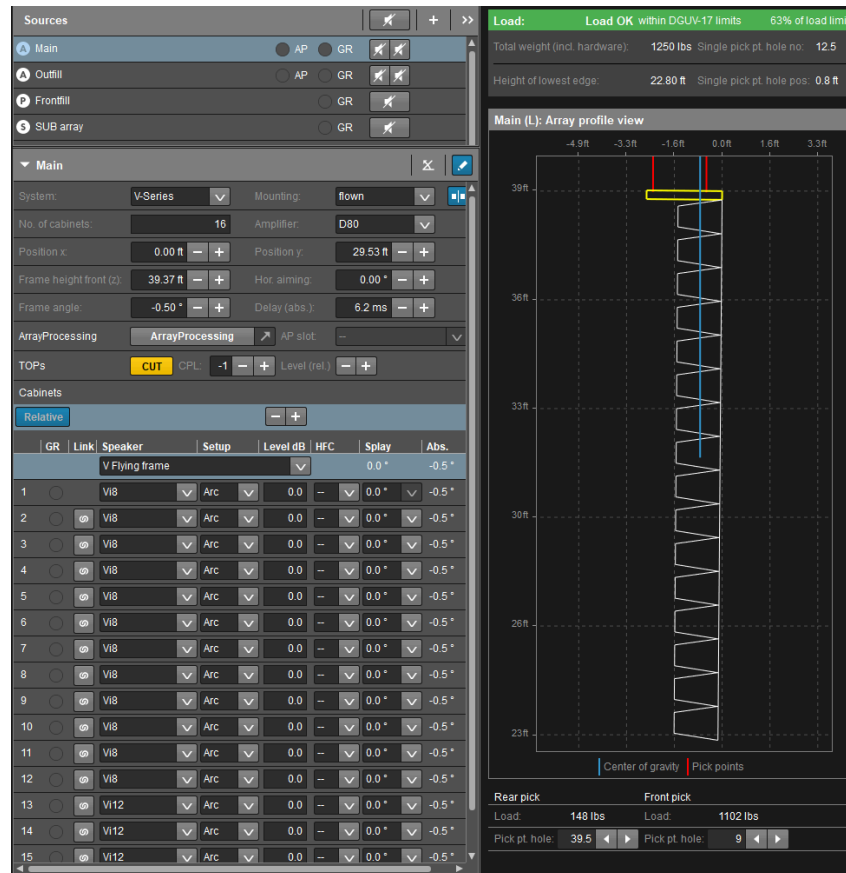 Sources + >>
A Main AP GR
A Outfill AP GR
P Frontfill GR
S SUB array GR
Main
System: V-Series Mounting: flown
No. of cabinets: 16 Amplifier: D80
Position x: 0.00 ft − + Position y: 29.53 ft − +
Frame height front (z): 39.37 ft − + Hor. aiming: 0.00 ° − +
Frame angle: -0.50 ° − + Delay (abs.): 6.2 ms − +
ArrayProcessing ArrayProcessing AP slot: --
TOPs CUT CPL: -1 − + Level (rel.) − +
Cabinets
Relative − +
GR Link Speaker Setup Level dB HFC Splay Abs.
V Flying frame 0.0 ° -0.5 °
1 Vi8 Arc 0.0 -- 0.0 ° -0.5 °
2 Vi8 Arc 0.0 -- 0.0 ° -0.5 °
3 Vi8 Arc 0.0 -- 0.0 ° -0.5 °
4 Vi8 Arc 0.0 -- 0.0 ° -0.5 °
5 Vi8 Arc 0.0 -- 0.0 ° -0.5 °
6 Vi8 Arc 0.0 -- 0.0 ° -0.5 °
7 Vi8 Arc 0.0 -- 0.0 ° -0.5 °
8 Vi8 Arc 0.0 -- 0.0 ° -0.5 °
9 Vi8 Arc 0.0 -- 0.0 ° -0.5 °
10 Vi8 Arc 0.0 -- 0.0 ° -0.5 °
11 Vi8 Arc 0.0 -- 0.0 ° -0.5 °
12 Vi8 Arc 0.0 -- 0.0 ° -0.5 °
13 Vi12 Arc 0.0 -- 0.0 ° -0.5 °
14 Vi12 Arc 0.0 -- 0.0 ° -0.5 °
15 Vi12 Arc 0.0 -- 0.0 ° -0.5 °
Load: Load OK within DGUV-17 limits 63% of load limi
Total weight (incl. hardware): 1250 lbs Single pick pt. hole no: 12.5
Height of lowest edge: 22.80 ft Single pick pt. hole pos: 0.8 ft
Main (L): Array profile view
-4.9ft -3.3ft -1.6ft 0.0ft 1.6ft 3.3ft
39ft
36ft
33ft
30ft
26ft
23ft
Center of gravity Pick points
Rear pick Front pick
Load: 148 lbs Load: 1102 lbs
Pick pt. hole: 39.5 Pick pt. hole: 9